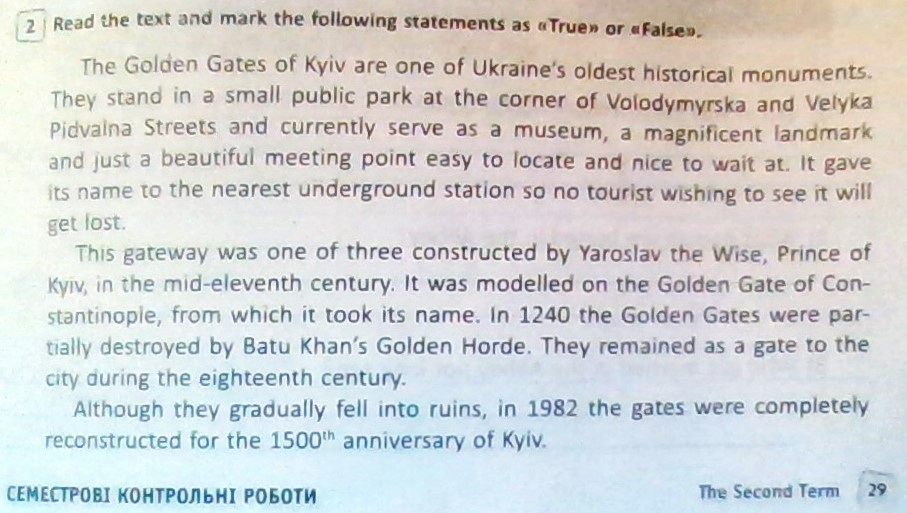 2 Read the text and mark the following statements as «True» or «False».
The Golden Gates of Kyiv are one of Ukraine's oldest historical monuments.
They stand in a small public park at the corner of Volodymyrska and Velyka
Pidvalna Streets and currently serve as a museum, a magnificent landmark
and just a beautiful meeting point easy to locate and nice to wait at. It gave
its name to the nearest underground station so no tourist wishing to see it will
get lost.
This gateway was one of three constructed by Yaroslav the Wise, Prince of
Kyiv, in the mid-eleventh century. It was modelled on the Golden Gate of Con-
stantinople, from which it took its name. In 1240 the Golden Gates were par-
tially destroyed by Batu Khan's Golden Horde. They remained as a gate to the
city during the eighteenth century.
Although they gradually fell into ruins, in 1982 the gates were completely
reconstructed for the 1500th anniversary of Kyiv.
СЕМЕСТРОВІ КОНТРОЛЬНІ РОБОТИ The Second Term 29